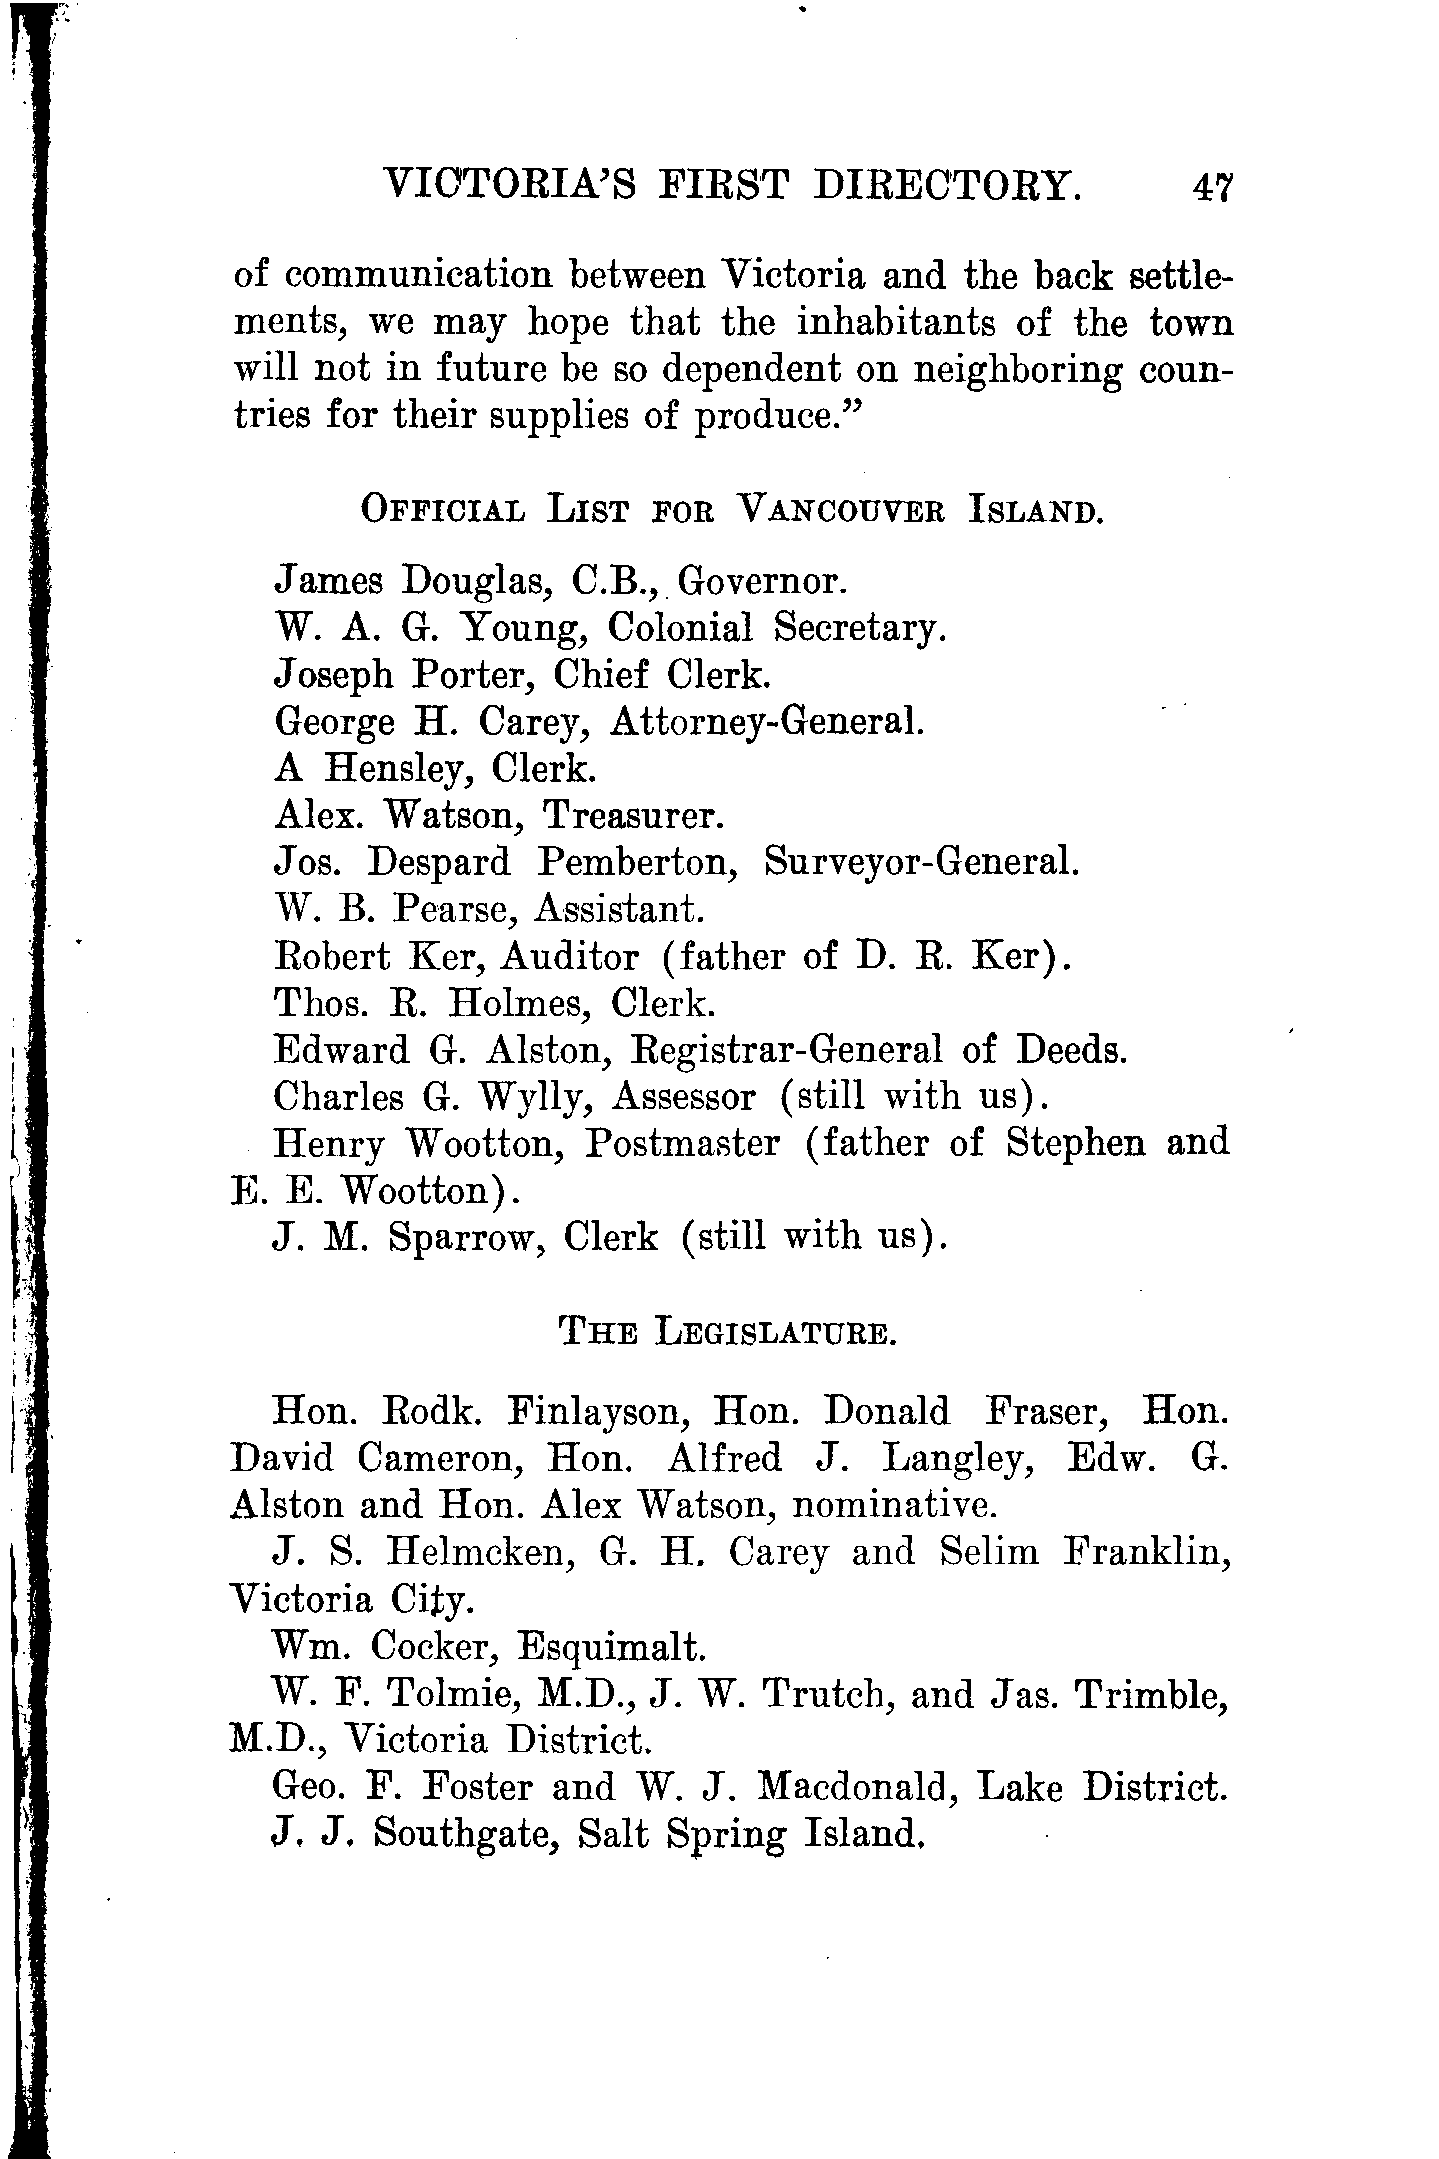 VICTORIA'S FIRST DIRECTORY. 47
of communication between Victoria and the back settle-
ments, we may hope that the inhabitants of the town
will not in future be so dependent on neighboring coun-
tries for their supplies of produce."
OFFICIAL LIST FOR VANCOUVER ISLAND.
James Douglas, C.B., Governor.
W. A. G. Young, Colonial Secretary.
Joseph Porter, Chief Clerk.
George H. Carey, Attorney-General.
A Hensley, Clerk.
Alex. Watson, Treasurer.
Jos. Despard Pemberton, Surveyor-General.
W. B. Pearse, Assistant.
Robert Ker, Auditor (father of D. R. Ker).
Thos. R. Holmes, Clerk.
Edward G. Alston, Registrar-General of Deeds.
Charles G. Wylly, Assessor (still with us).
Henry Wootton, Postmaster (father of Stephen and
E. E. Wootton).
J. M. Sparrow, Clerk (still with us).
THE LEGISLATURE.
Hon. Rodk. Finlayson, Hon. Donald Fraser, Hon.
David Cameron, Hon. Alfred J. Langley, Edw. G.
Alston and Hon. Alex Watson, nominative.
J. S. Helmcken, G. H. Carey and Selim Franklin,
Victoria City.
Wm. Cocker, Esquimalt.
W. F. Tolmie, M.D., J. W. Trutch, and Jas. Trimble,
M.D., Victoria District.
Geo. F. Foster and W. J. Macdonald, Lake District.
J. J. Southgate, Salt Spring Island.